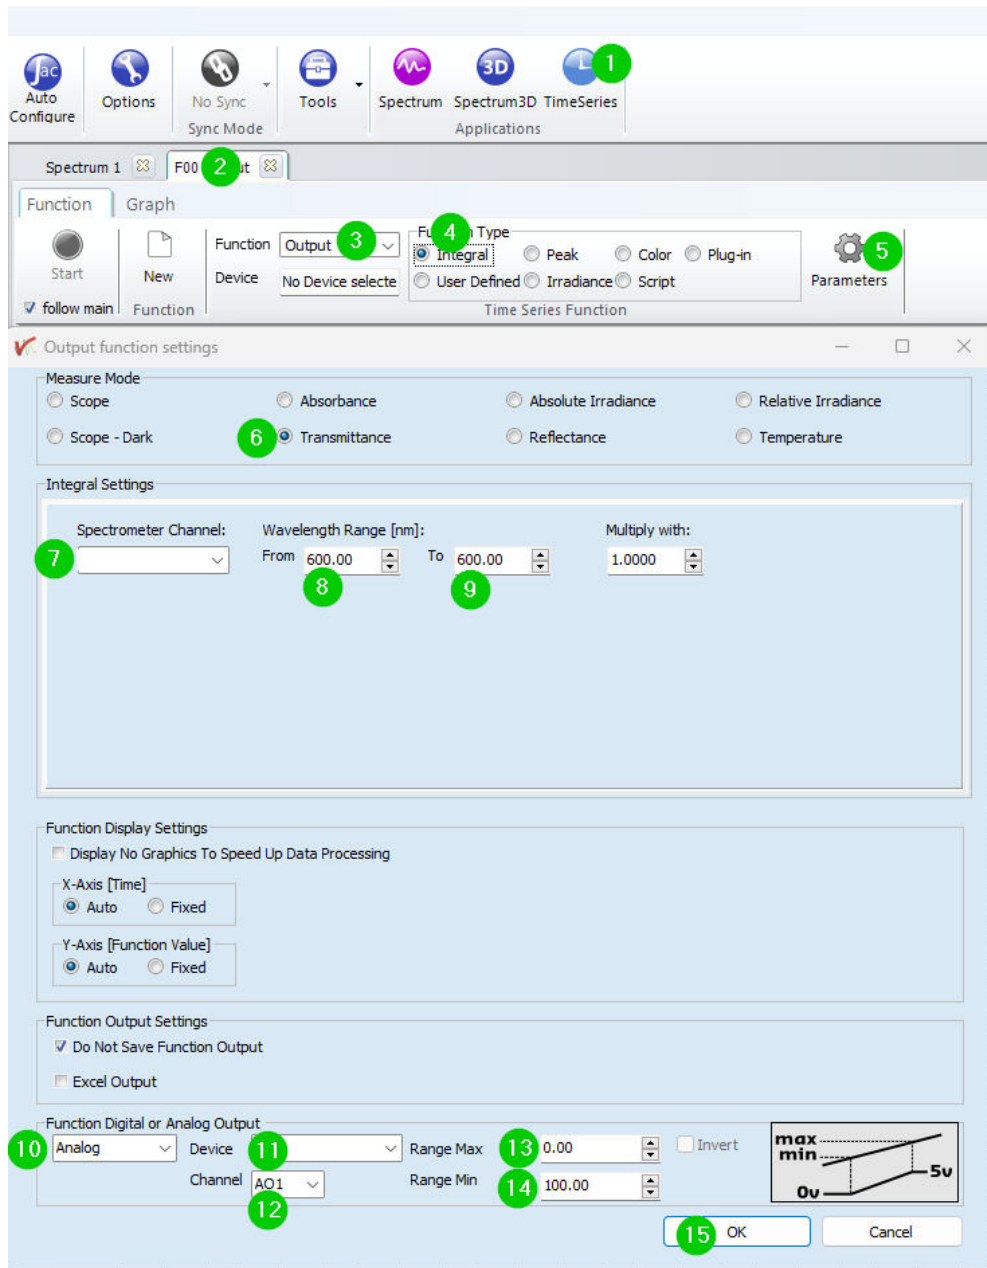 Jac
3D
1
Auto
Configure
Options
No Sync
Tools
Spectrum
Spectrum3D
TimeSeries
Sync Mode
Applications
Spectrum 1
F00 2 ut
Function
Graph
Start
New
Function
Output
3
4
Type
Integral
Peak
Color
Plug-in
5
Device
No Device selecte
User Defined
Irradiance
Script
Parameters
follow main
Function
Time Series Function
Output function settings
Measure Mode
Scope
Absorbance
Absolute Irradiance
Relative Irradiance
Scope - Dark
6
Transmittance
Reflectance
Temperature
Integral Settings
Spectrometer Channel:
Wavelength Range [nm]:
Multiply with:
7
From
600.00
To
600.00
1.0000
8
9
Function Display Settings
Display No Graphics To Speed Up Data Processing
X-Axis [Time]
Auto
Fixed
Y-Axis [Function Value]
Auto
Fixed
Function Output Settings
Do Not Save Function Output
Excel Output
Function Digital or Analog Output
10
Analog
Device
11
Range Max
13
0.00
Invert
max
min
5v
0v
Channel
AO1
12
Range Min
14
100.00
15
OK
Cancel